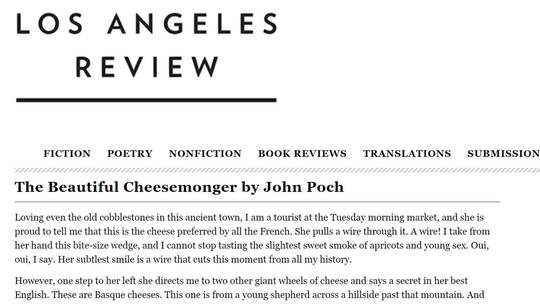 LOS ANGELES
REVIEW
FICTION POETRY NONFICTION BOOK REVIEWS TRANSLATIONS SUBMISSION
The Beautiful Cheesemonger by John Poch
Loving even the old cobblestones in this ancient town, I am a tourist at the Tuesday morning market, and she is
proud to tell me that this is the cheese preferred by all the French. She pulls a wire through it. A wire! I take from
her hand this bite-size wedge, and I cannot stop tasting the slightest sweet smoke of apricots and young sex. Oui,
oui, I say. Her subtlest smile is a wire that cuts this moment from all my history.
However, one step to her left she directs me to two other giant wheels of cheese and says a secret in her best
English. These are Basque cheeses. This one is from a young shepherd across a hillside past that mountain. And